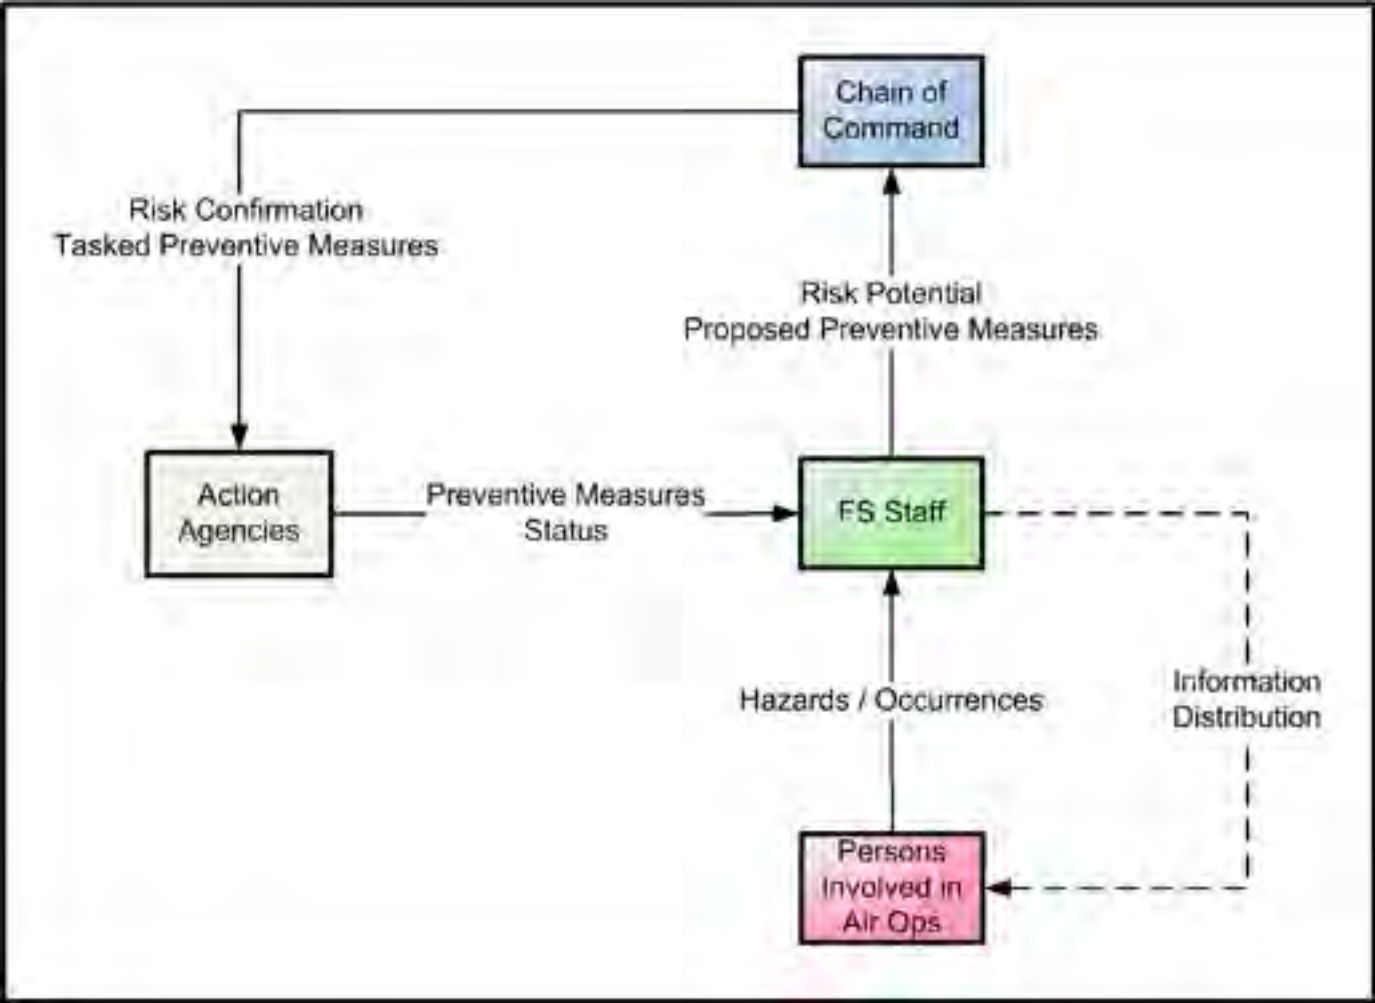 Chain of
Command
Risk Confirmation
Tasked Preventive Measures
Risk Potential
Proposed Preventive Measures
Action
Agencies
Preventive Measures
Status
FS Staff
Hazards / Occurrences
Information
Distribution
Persons
Involved in
Air Ops